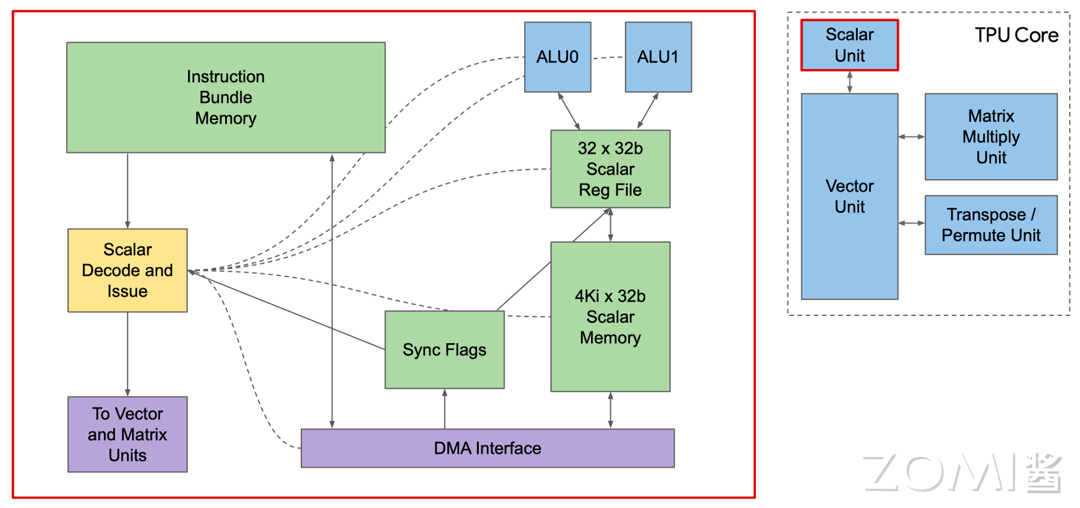 Instruction
Bundle
Memory
ALU0
ALU1
32 x 32b
Scalar
Reg File
Scalar
Decode and
Issue
4Ki x 32b
Scalar
Memory
Sync Flags
To Vector
and Matrix
Units
DMA Interface
TPU Core
Scalar
Unit
Vector
Unit
Matrix
Multiply
Unit
Transpose /
Permute Unit
ZOMI酱